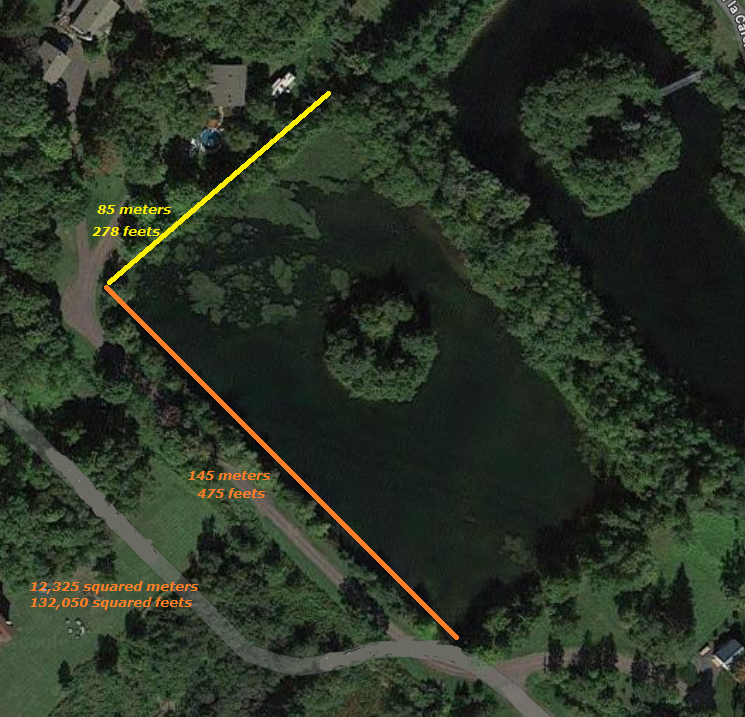 85 meters
278 feets
145 meters
475 feets
12,325 squared meters
132,050 squared feets